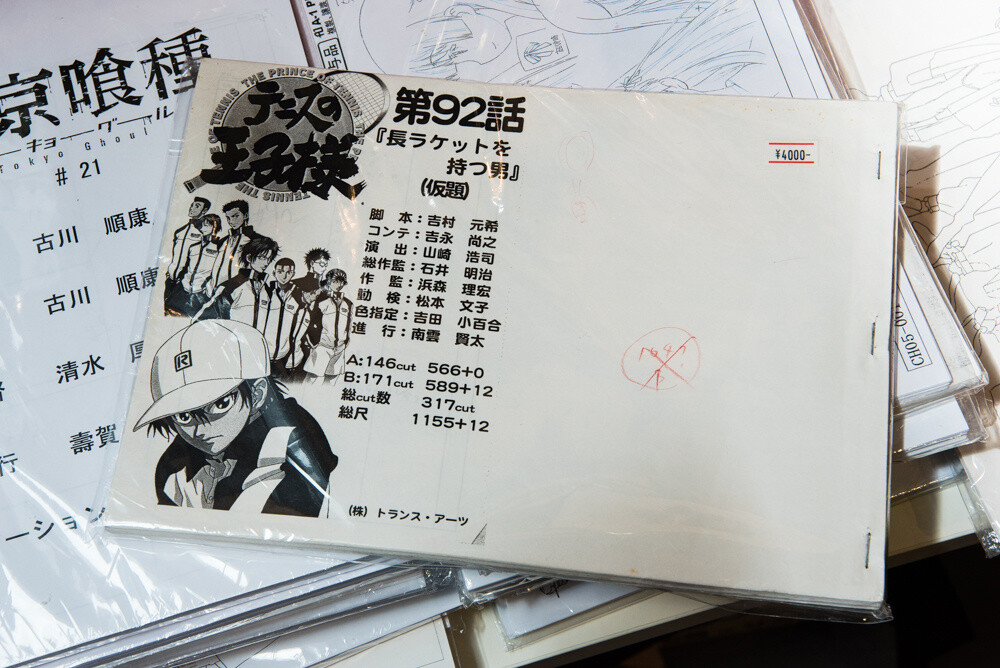 京喰種
ーキョーグール
Tokyo Ghoul
#21
古川 順康
古川 順康
清水
壽賀
行
ーション
THE PRINCE OF TENNIS
テニスの
王子様
第92話
『長ラケットを
持つ男』
(仮題)
¥4000-
脚 本:吉村 元希
コンテ:吉永 尚之
演 出:山崎 浩司
総作監:石井 明治
作 監:浜森 理宏
動 検:松本 文子
色指定:吉田 小百合
進 行:南雲 賢太
A:146cut 566+0
B:171cut 589+12
総cut数 317cut
総尺 1155+12
R
(株) トランス・アーツ
CH05-001